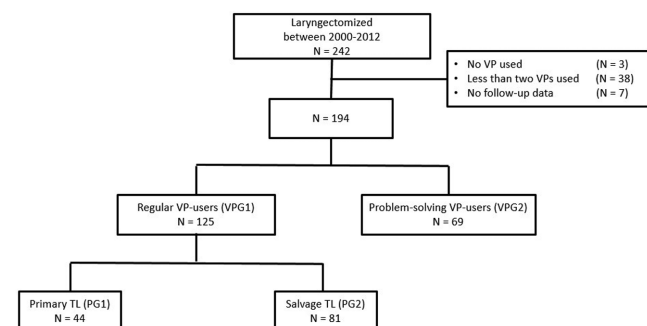 Laryngectomized
between 2000-2012
N = 242
• No VP used (N = 3)
• Less than two VPs used (N = 38)
• No follow-up data (N = 7)
N = 194
Regular VP-users (VPG1)
N = 125
Problem-solving VP-users (VPG2)
N = 69
Primary TL (PG1)
N = 44
Salvage TL (PG2)
N = 81